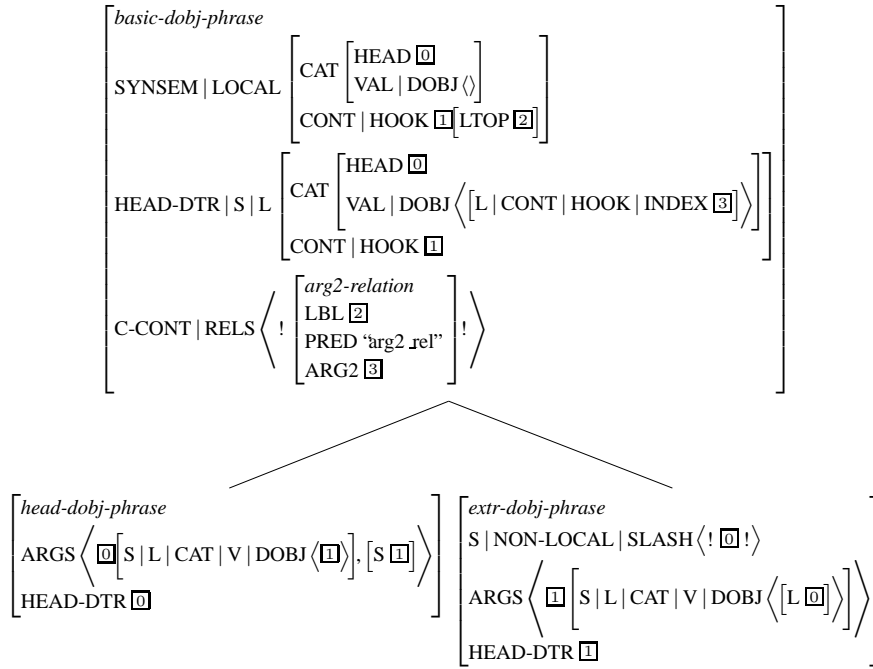 basic-dobj-phrase
SYNSEM | LOCAL [CAT [HEAD 0
VAL | DOBJ ⟨⟩]
CONT | HOOK 1 [LTOP 2]]
HEAD-DTR | S | L [CAT [HEAD 0
VAL | DOBJ ⟨[L | CONT | HOOK | INDEX 3]⟩]
CONT | HOOK 1]
C-CONT | RELS ⟨! [arg2-relation
LBL 2
PRED “arg2_rel”
ARG2 3] !⟩
head-dobj-phrase
ARGS ⟨0 [S | L | CAT | V | DOBJ ⟨1⟩], [S 1]⟩
HEAD-DTR 0
extr-dobj-phrase
S | NON-LOCAL | SLASH ⟨! 0 !⟩
ARGS ⟨1 [S | L | CAT | V | DOBJ ⟨[L 0]⟩]⟩
HEAD-DTR 1